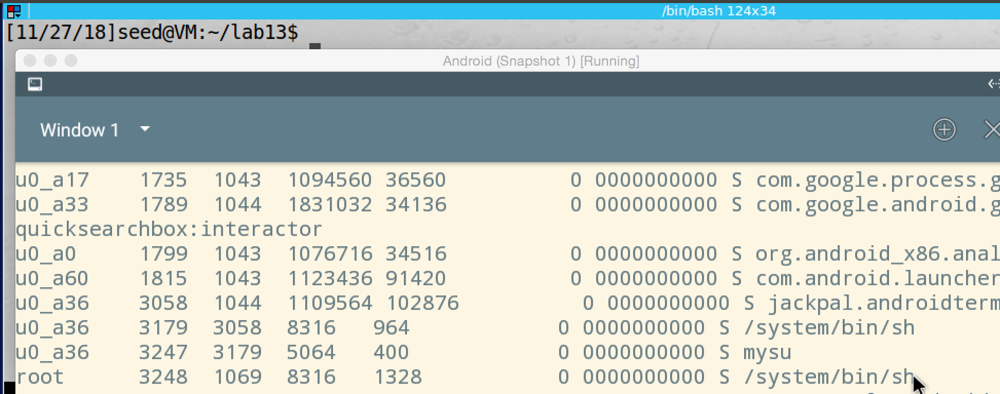 /bin/bash 124x34
[11/27/18]seed@VM:~/lab13$
Android (Snapshot 1) [Running]
Window 1
u0_a17 1735 1043 1094560 36560 0 0000000000 S com.google.process.g
u0_a33 1789 1044 1831032 34136 0 0000000000 S com.google.android.g
quicksearchbox:interactor
u0_a0 1799 1043 1076716 34516 0 0000000000 S org.android_x86.anal
u0_a60 1815 1043 1123436 91420 0 0000000000 S com.android.launcher
u0_a36 3058 1044 1109564 102876 0 0000000000 S jackpal.androidterm
u0_a36 3179 3058 8316 964 0 0000000000 S /system/bin/sh
u0_a36 3247 3179 5064 400 0 0000000000 S mysu
root 3248 1069 8316 1328 0 0000000000 S /system/bin/sh